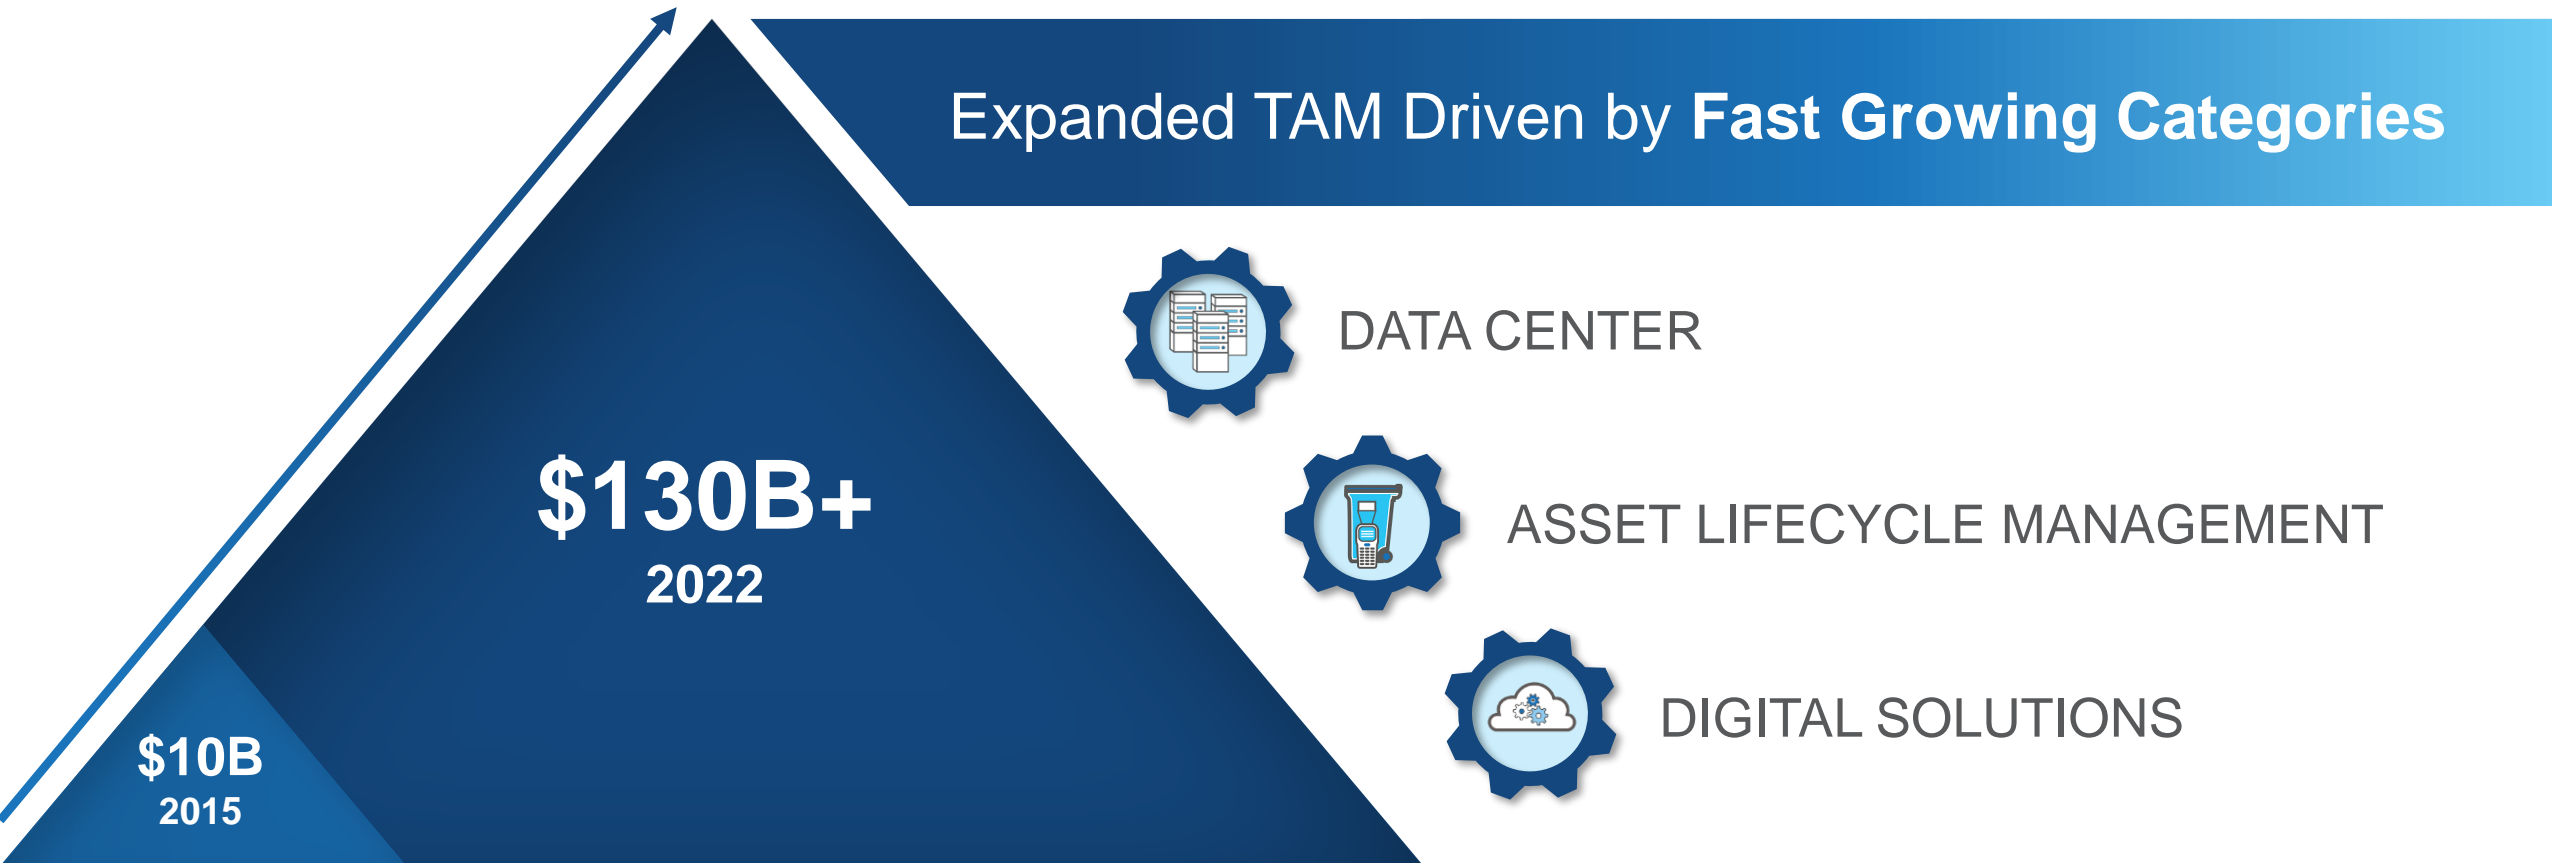 Expanded TAM Driven by Fast Growing Categories
DATA CENTER
$130B+
2022
ASSET LIFECYCLE MANAGEMENT
DIGITAL SOLUTIONS
$10B
2015